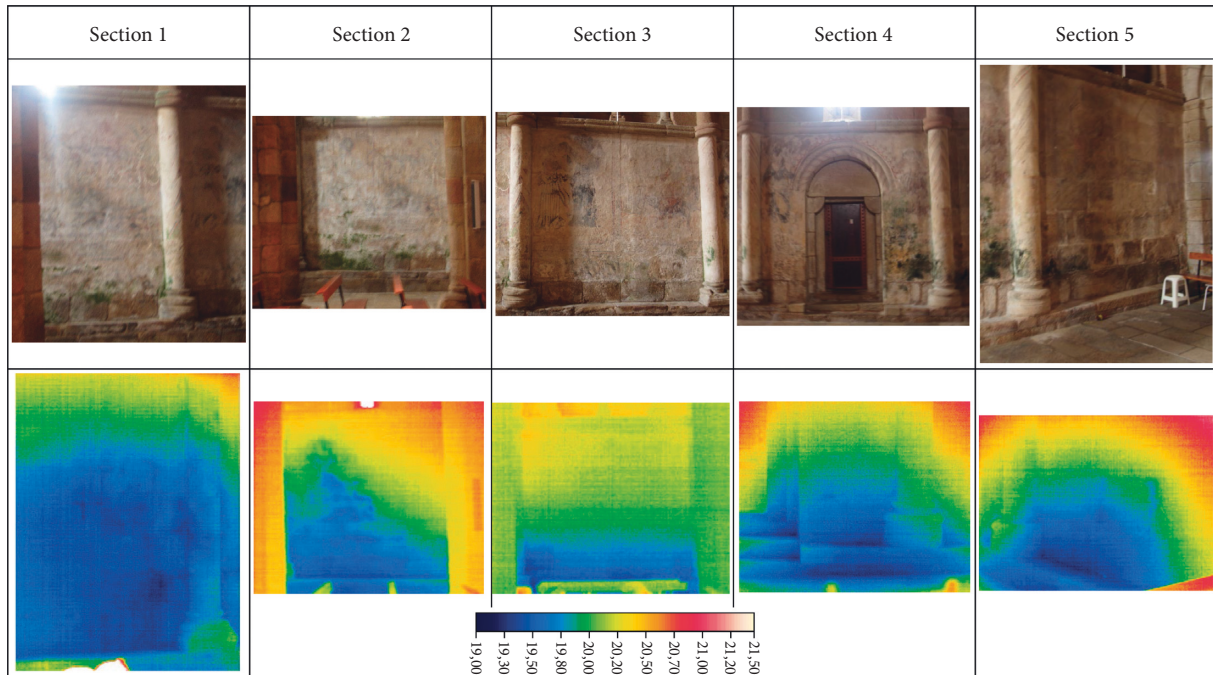 Section 1
Section 2
Section 3
Section 4
Section 5
19,00
19,30
19,50
19,80
20,00
20,20
20,50
20,70
21,00
21,20
21,50